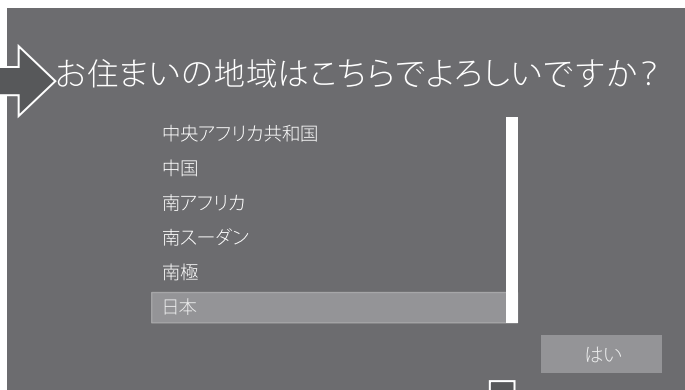 お住まいの地域はこちらでよろしいですか？
中央アフリカ共和国
中国
南アフリカ
南スーダン
南極
日本
はい